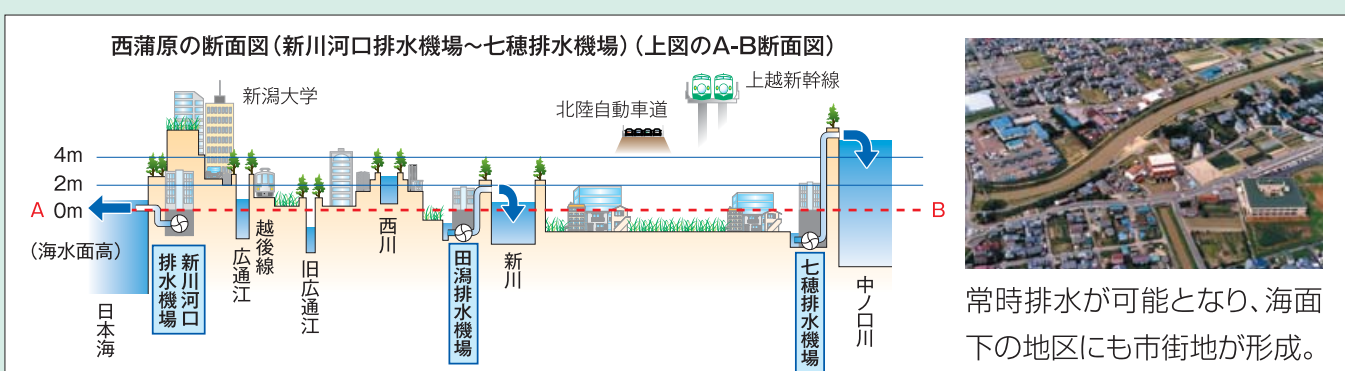 西蒲原の断面図(新川河口排水機場～七穂排水機場)(上図のA-B断面図)
新潟大学
北陸自動車道
上越新幹線
4m
2m
A 0m
B
(海水面高)
日本海
新川河口
排水機場
広通江
越後線
旧広通江
西川
田潟排水機場
新川
七穂排水機場
中ノ口川
常時排水が可能となり、海面
下の地区にも市街地が形成。